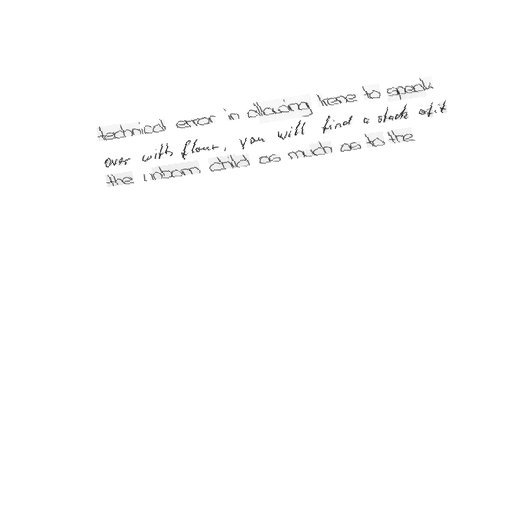 technical error in allowing Irene to speak
over with flour, you will find a stack of it
the unborn child as much as to the